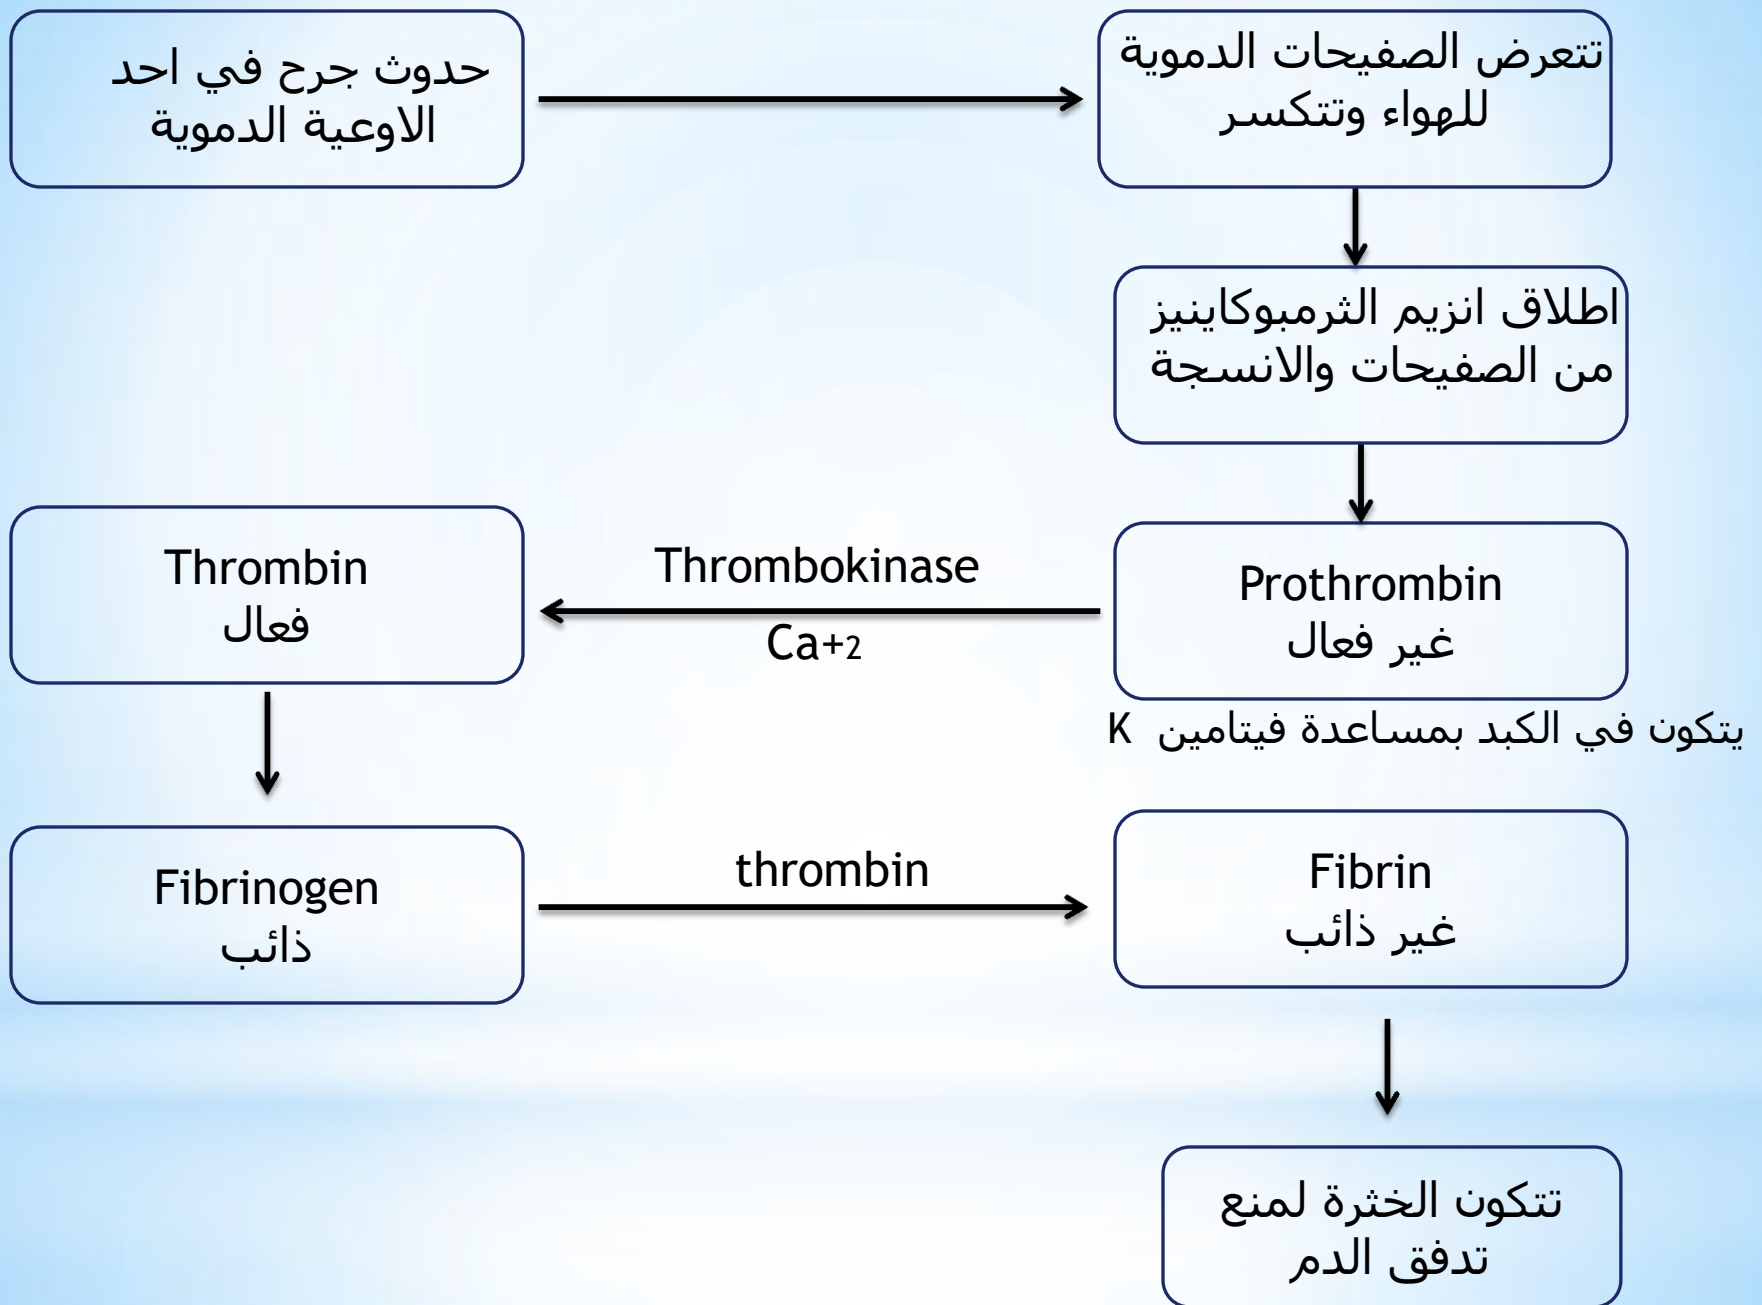 حدوث جرح في احد
الاوعية الدموية
تتعرض الصفيحات الدموية
للهواء وتتكسر
اطلاق انزيم الثرمبوكاينيز
من الصفيحات والانسجة
Prothrombin
غير فعال
يتكون في الكبد بمساعدة فيتامين K
Thrombokinase
Ca+2
Thrombin
فعال
Fibrinogen
ذائب
thrombin
Fibrin
غير ذائب
تتكون الخثرة لمنع
تدفق الدم